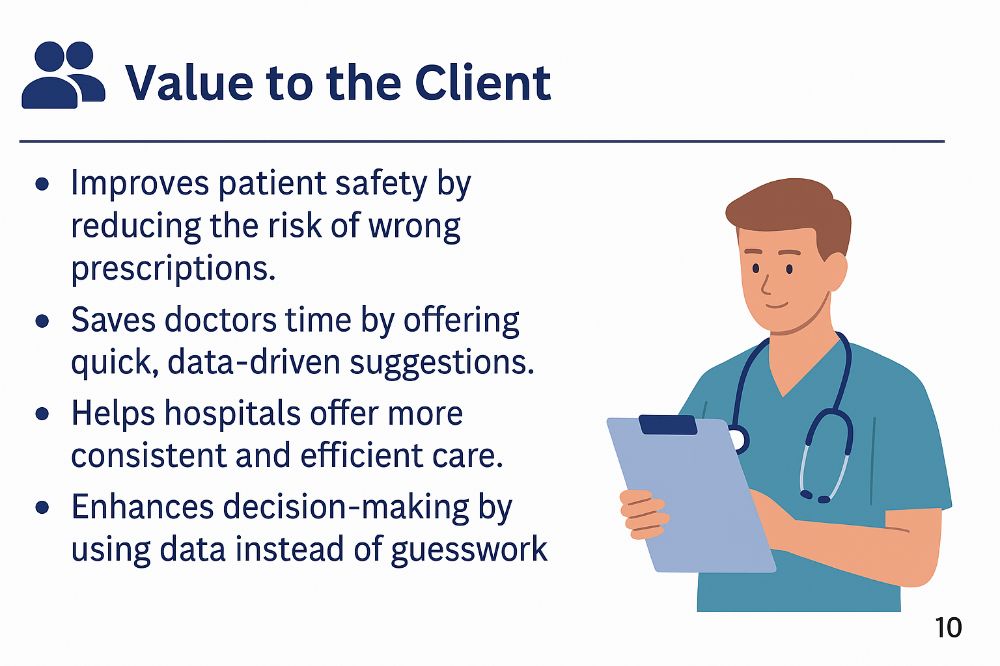 Value to the Client
• Improves patient safety by
reducing the risk of wrong
prescriptions.
• Saves doctors time by offering
quick, data-driven suggestions.
• Helps hospitals offer more
consistent and efficient care.
• Enhances decision-making by
using data instead of guesswork
10